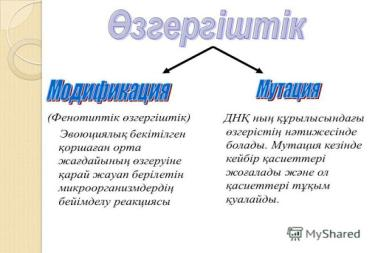 Өзгергіштік
Модификация
Мутация
(Фенотиптік өзгергіштік)
Эвоюциялық бекітілген
қоршаған орта
жағдайының өзгеруіне
қарай жауап берілетін
микроорганизмдердің
бейімделу реакциясы
ДНҚ ның құрылысындағы
өзгерістің нәтижесінде
болады. Мутация кезінде
кейбір қасиеттері
жоғалады және ол
қасиеттері тұқым
қуалайды.
MyShared